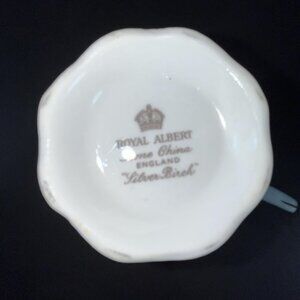 ROYAL ALBERT
Bone China
ENGLAND
"Silver Birch"